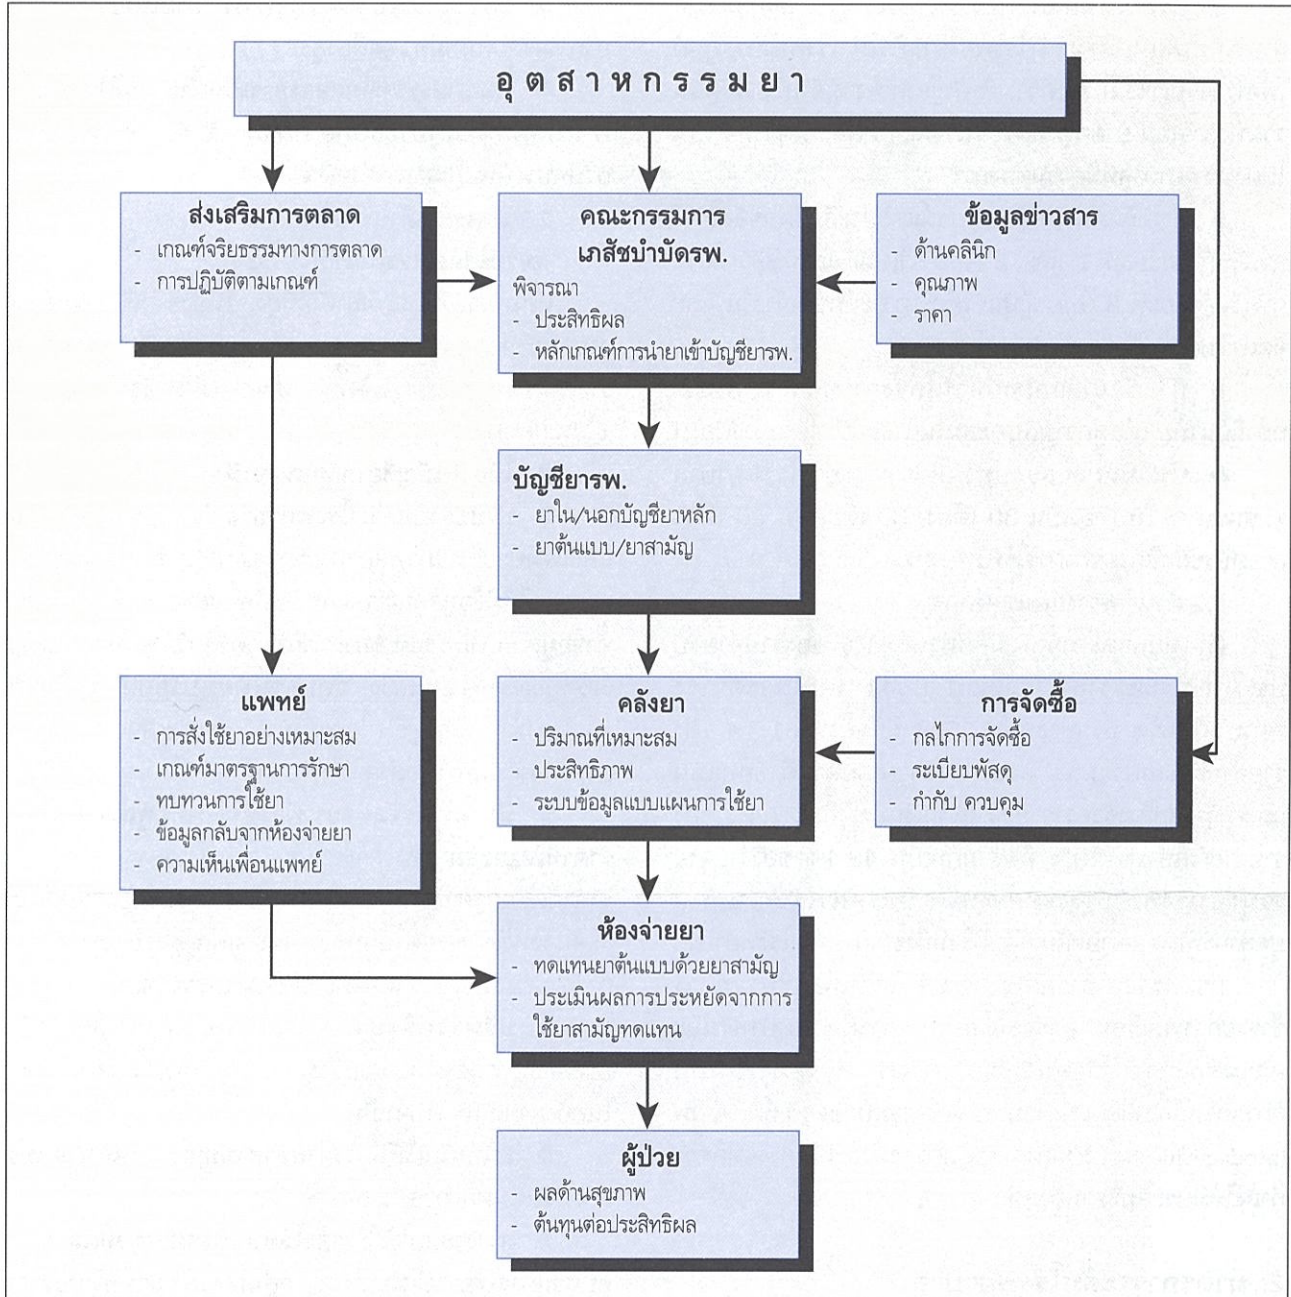 อุตสาหกรรมยา
ส่งเสริมการตลาด
- เกณฑ์จริยธรรมทางการตลาด
- การปฏิบัติตามเกณฑ์
คณะกรรมการ
เภสัชบำบัดรพ.
พิจารณา
- ประสิทธิผล
- หลักเกณฑ์การนำยาเข้าบัญชียารพ.
ข้อมูลข่าวสาร
- ด้านคลินิก
- คุณภาพ
- ราคา
บัญชียารพ.
- ยาใน/นอกบัญชียาหลัก
- ยาต้นแบบ/ยาสามัญ
แพทย์
- การสั่งใช้ยาอย่างเหมาะสม
- เกณฑ์มาตรฐานการรักษา
- ทบทวนการใช้ยา
- ข้อมูลกลับจากห้องจ่ายยา
- ความเห็นเพื่อนแพทย์
คลังยา
- ปริมาณที่เหมาะสม
- ประสิทธิภาพ
- ระบบข้อมูลแบบแผนการใช้ยา
การจัดซื้อ
- กลไกการจัดซื้อ
- ระเบียบพัสดุ
- กำกับ ควบคุม
ห้องจ่ายยา
- ทดแทนยาต้นแบบด้วยยาสามัญ
- ประเมินผลการประหยัดจากการ
ใช้ยาสามัญทดแทน
ผู้ป่วย
- ผลด้านสุขภาพ
- ต้นทุนต่อประสิทธิผล